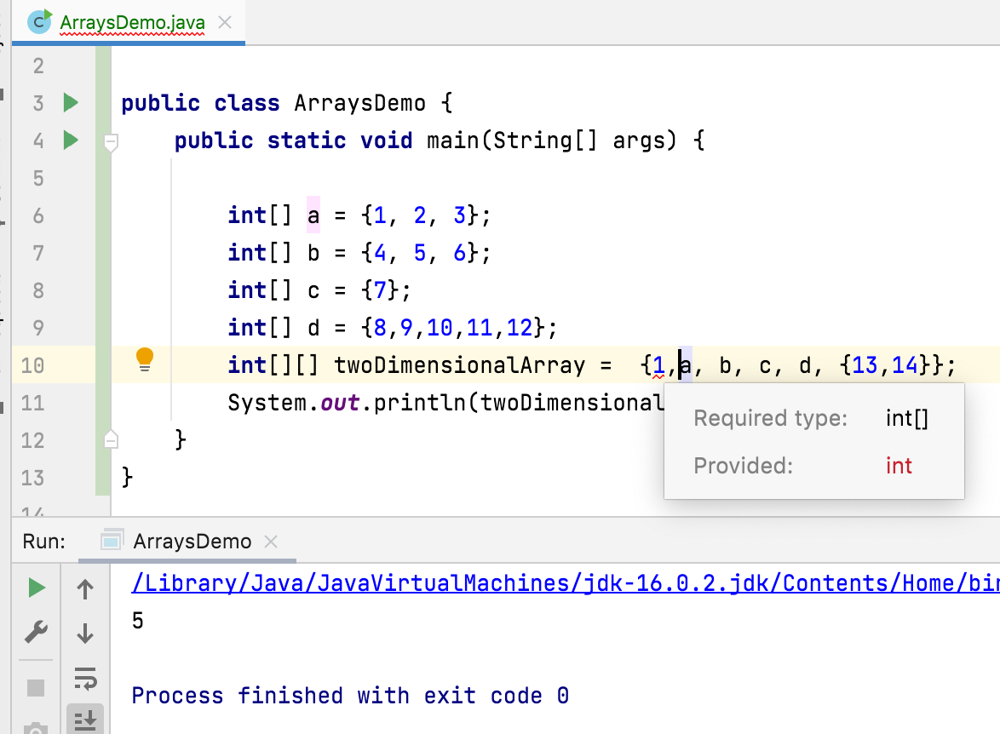 ArraysDemo.java
2
3 public class ArraysDemo {
4 public static void main(String[] args) {
5
6 int[] a = {1, 2, 3};
7 int[] b = {4, 5, 6};
8 int[] c = {7};
9 int[] d = {8,9,10,11,12};
10 int[][] twoDimensionalArray =  {1,a, b, c, d, {13,14}};
11 System.out.println(twoDimensional
Required type: int[]
12 }
Provided: int
13 }
14
Run: ArraysDemo
/Library/Java/JavaVirtualMachines/jdk-16.0.2.jdk/Contents/Home/bin
5
Process finished with exit code 0